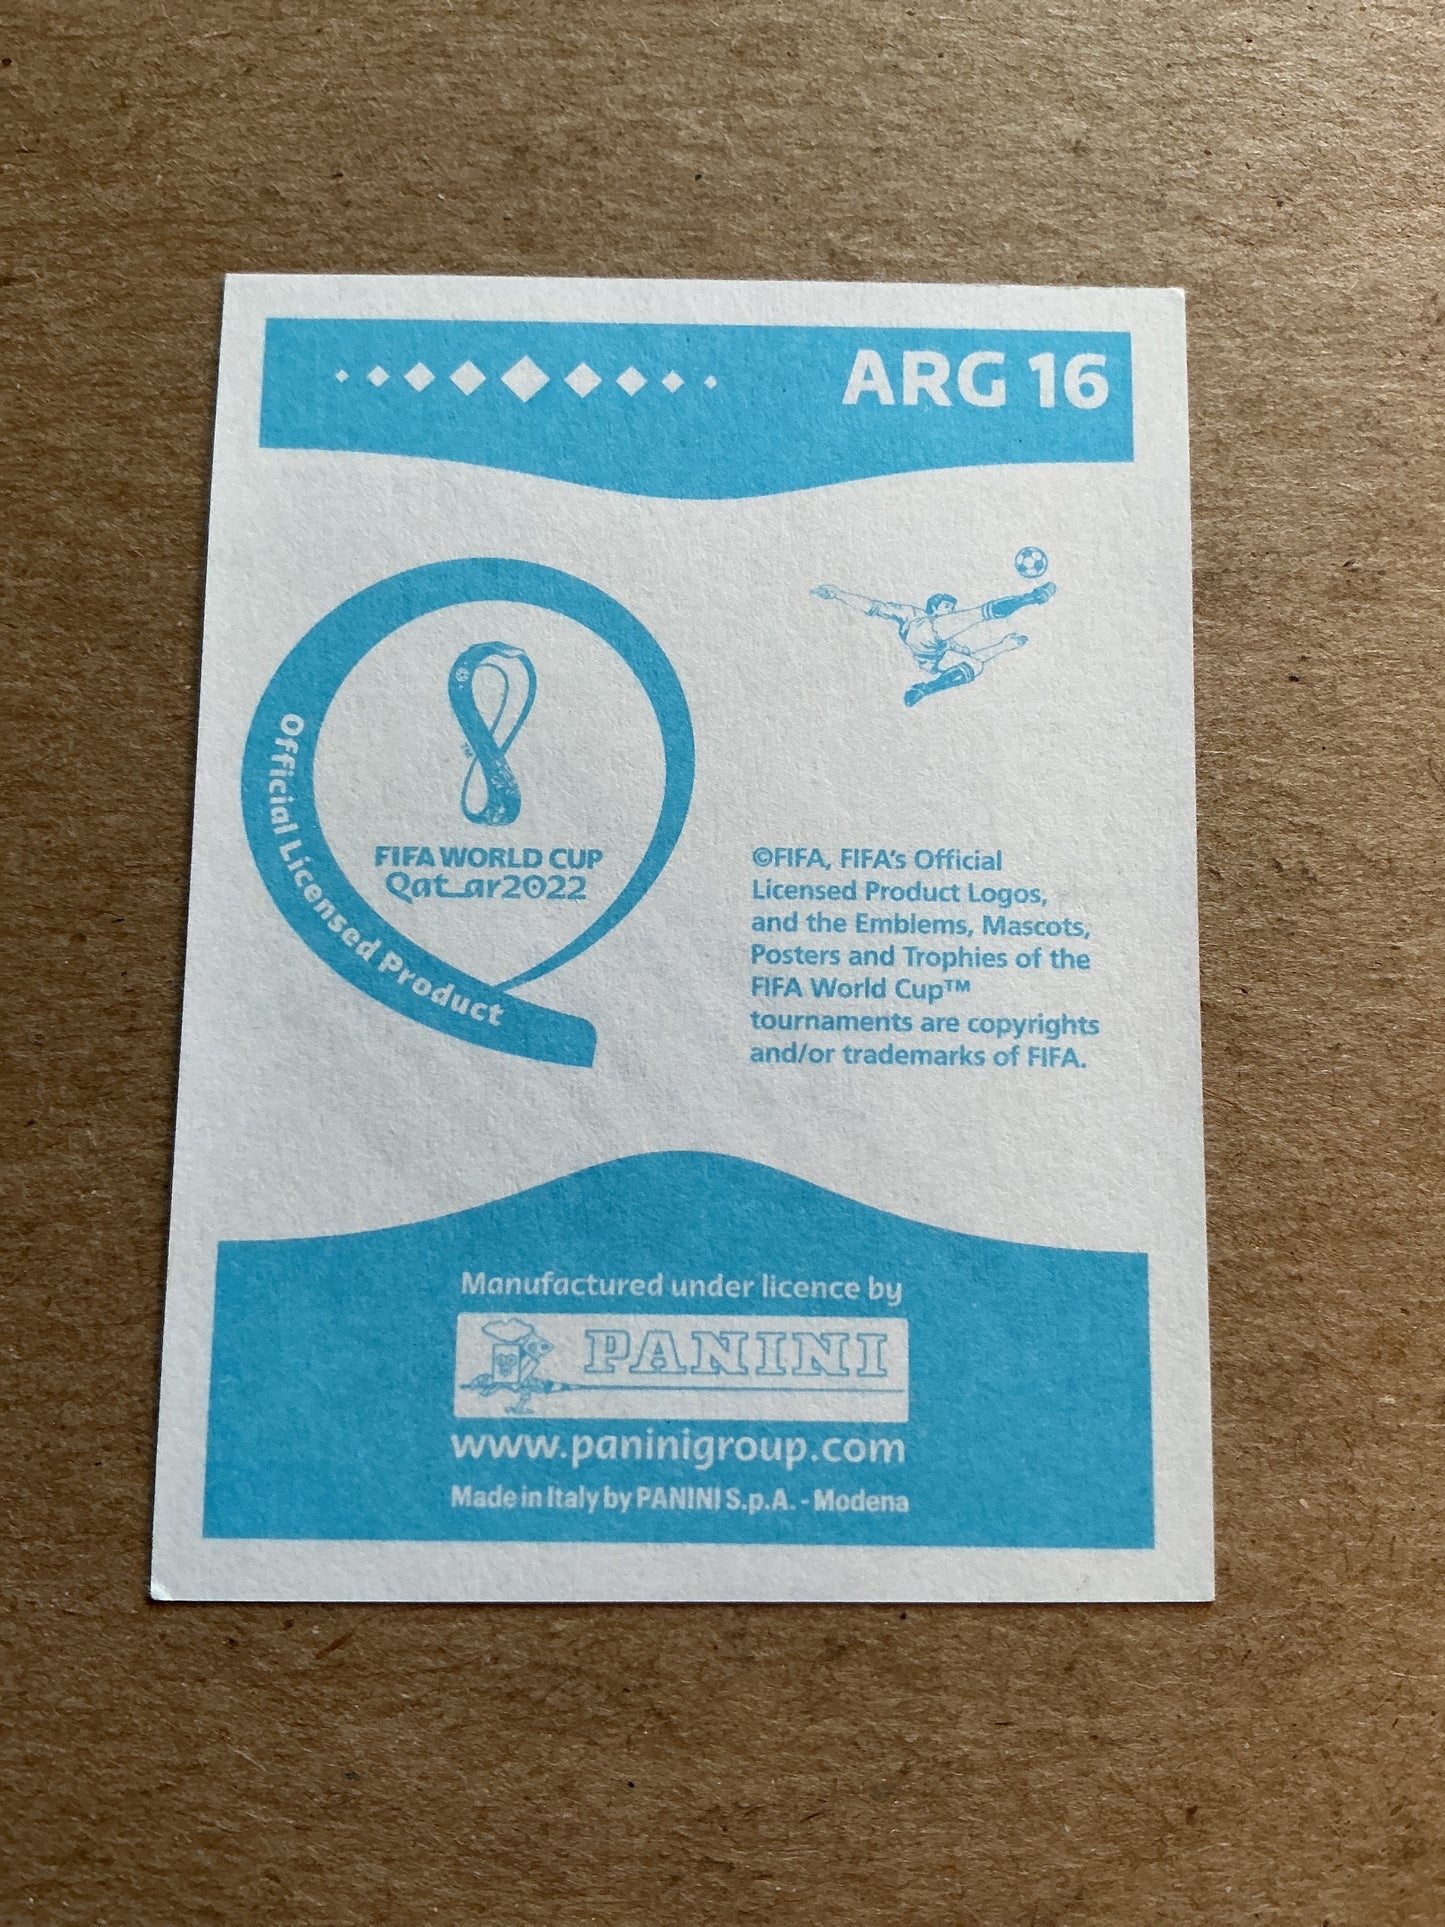 ARG 16
Official Licensed Product
FIFA WORLD CUP
Qatar2022
TM
©FIFA, FIFA's Official
Licensed Product Logos,
and the Emblems, Mascots,
Posters and Trophies of the
FIFA World Cup™
tournaments are copyrights
and/or trademarks of FIFA.
Manufactured under licence by
PANINI
www.paninigroup.com
Made in Italy by PANINI S.p.A. - Modena